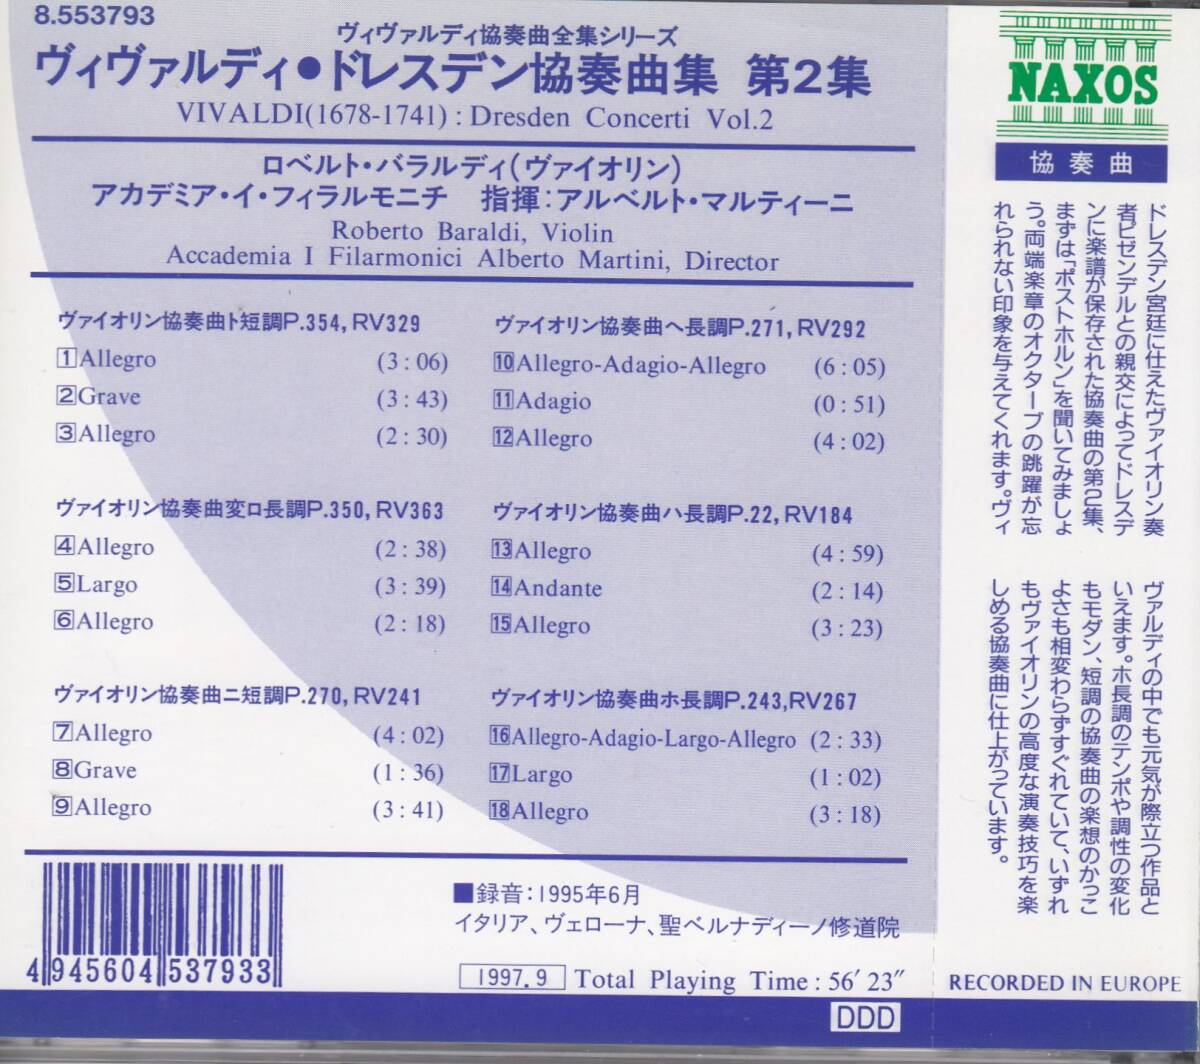 8.553793
ヴィヴァルディ協奏曲全集シリーズ
ヴィヴァルディ●ドレスデン協奏曲集 第2集
VIVALDI(1678-1741) : Dresden Concerti Vol.2
ロベルト・バラルディ(ヴァイオリン)
アカデミア・イ・フィラルモニチ 指揮:アルベルト・マルティーニ
Roberto Baraldi, Violin
Accademia I Filarmonici Alberto Martini, Director
ヴァイオリン協奏曲ト短調P.354, RV329
1 Allegro (3:06)
2 Grave (3:43)
3 Allegro (2:30)
ヴァイオリン協奏曲変ロ長調P.350, RV363
4 Allegro (2:38)
5 Largo (3:39)
6 Allegro (2:18)
ヴァイオリン協奏曲ニ短調P.270, RV241
7 Allegro (4:02)
8 Grave (1:36)
9 Allegro (3:41)
ヴァイオリン協奏曲ヘ長調P.271, RV292
10 Allegro-Adagio-Allegro (6:05)
11 Adagio (0:51)
12 Allegro (4:02)
ヴァイオリン協奏曲ハ長調P.22, RV184
13 Allegro (4:59)
14 Andante (2:14)
15 Allegro (3:23)
ヴァイオリン協奏曲ホ長調P.243, RV267
16 Allegro-Adagio-Largo-Allegro (2:33)
17 Largo (1:02)
18 Allegro (3:18)
4 945604 537933
■録音:1995年6月
イタリア、ヴェローナ、聖ベルナディーノ修道院
1997.9 Total Playing Time : 56′ 23″
DDD
NAXOS
協奏曲
ドレスデン宮廷に仕えたヴァイオリン奏
者ピゼンデルとの親交によってドレスデ
ンに楽譜が保存された協奏曲の第2集、
まずは「ポストホルン」を聞いてみましょ
う。両端楽章のオクターブの跳躍が忘
れられない印象を与えてくれます。ヴィ
ヴァルディの中でも元気が際立つ作品と
いえます。ホ長調のテンポや調性の変化
もモダン、短調の協奏曲の楽想のかっこ
よさも相変わらずすぐれていて、いずれ
もヴァイオリンの高度な演奏技巧を楽
しめる協奏曲に仕上がっています。
RECORDED IN EUROPE